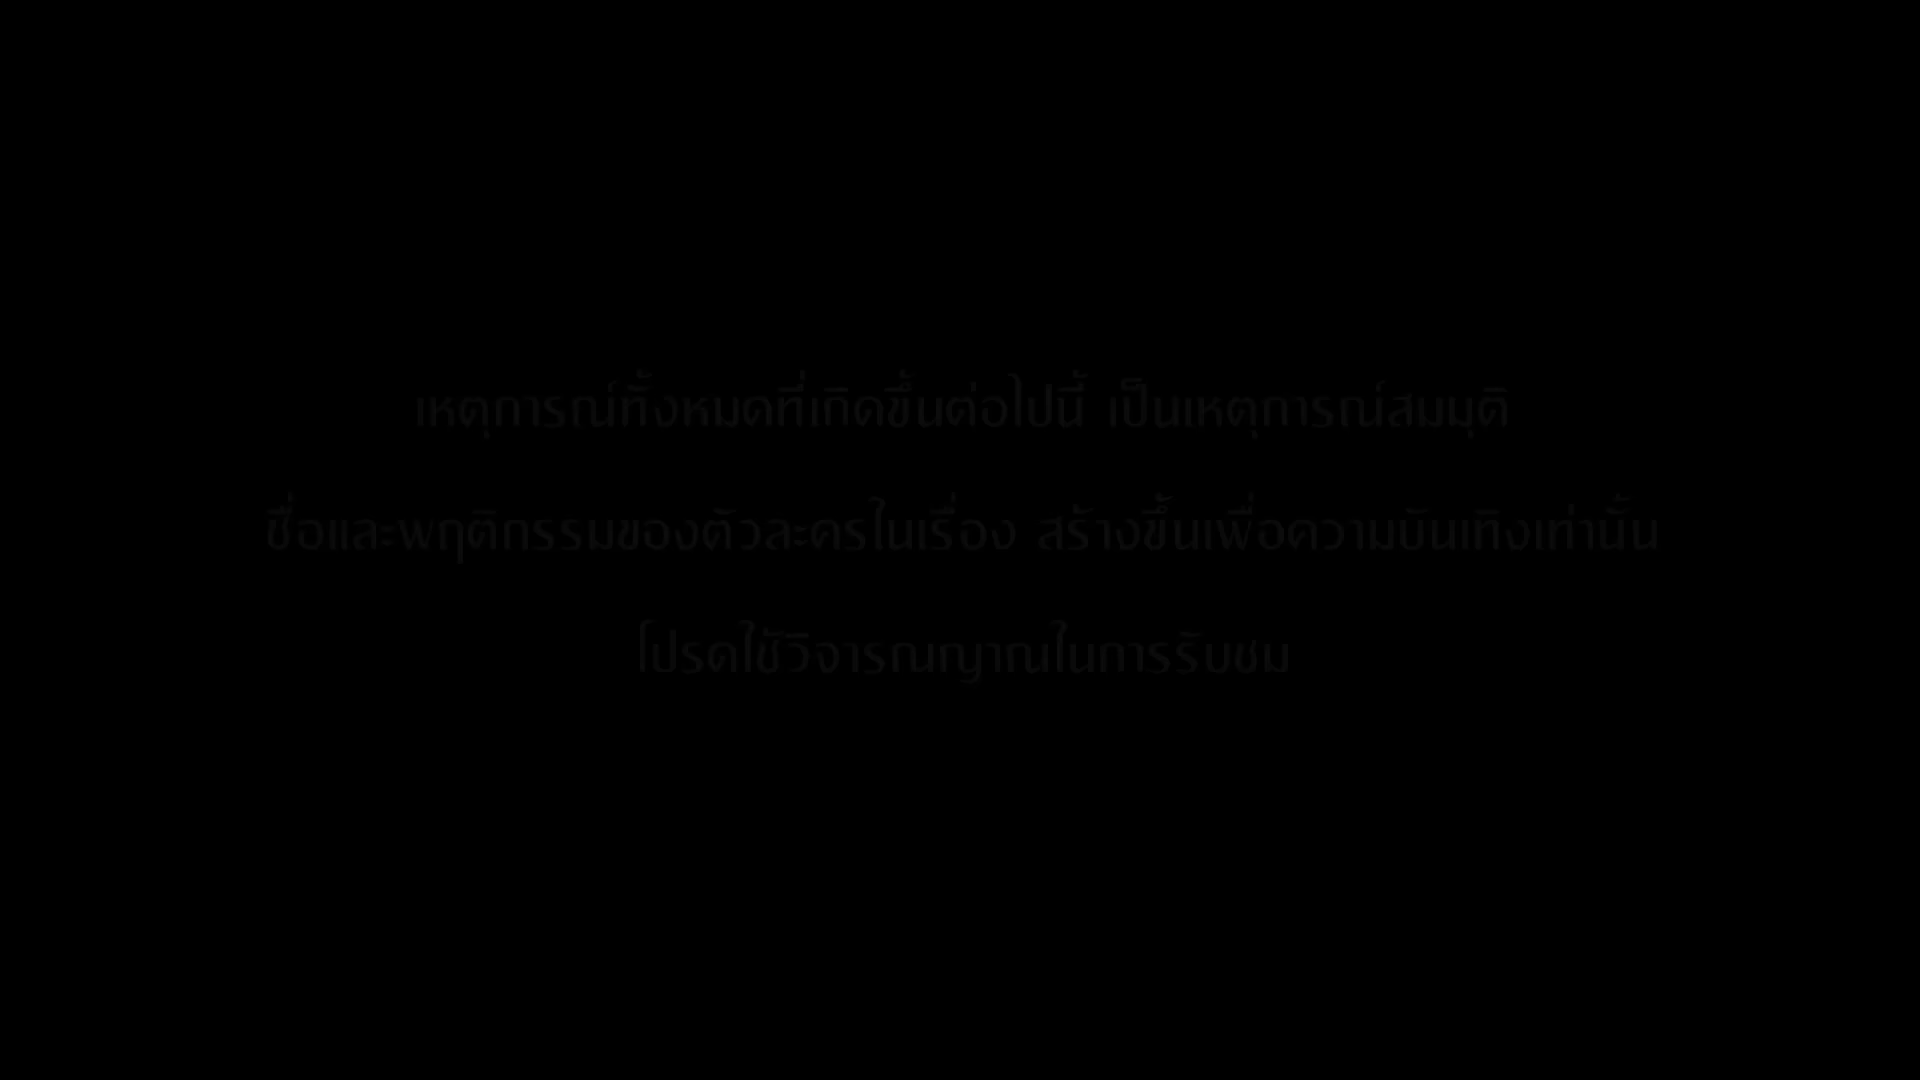 เหตุการณ์ทั้งหมดที่เกิดขึ้นต่อไปนี้ เป็นเหตุการณ์สมมุติ
ชื่อและพฤติกรรมของตัวละครในเรื่อง สร้างขึ้นเพื่อความบันเทิงเท่านั้น
โปรดใช้วิจารณญาณในการรับชม